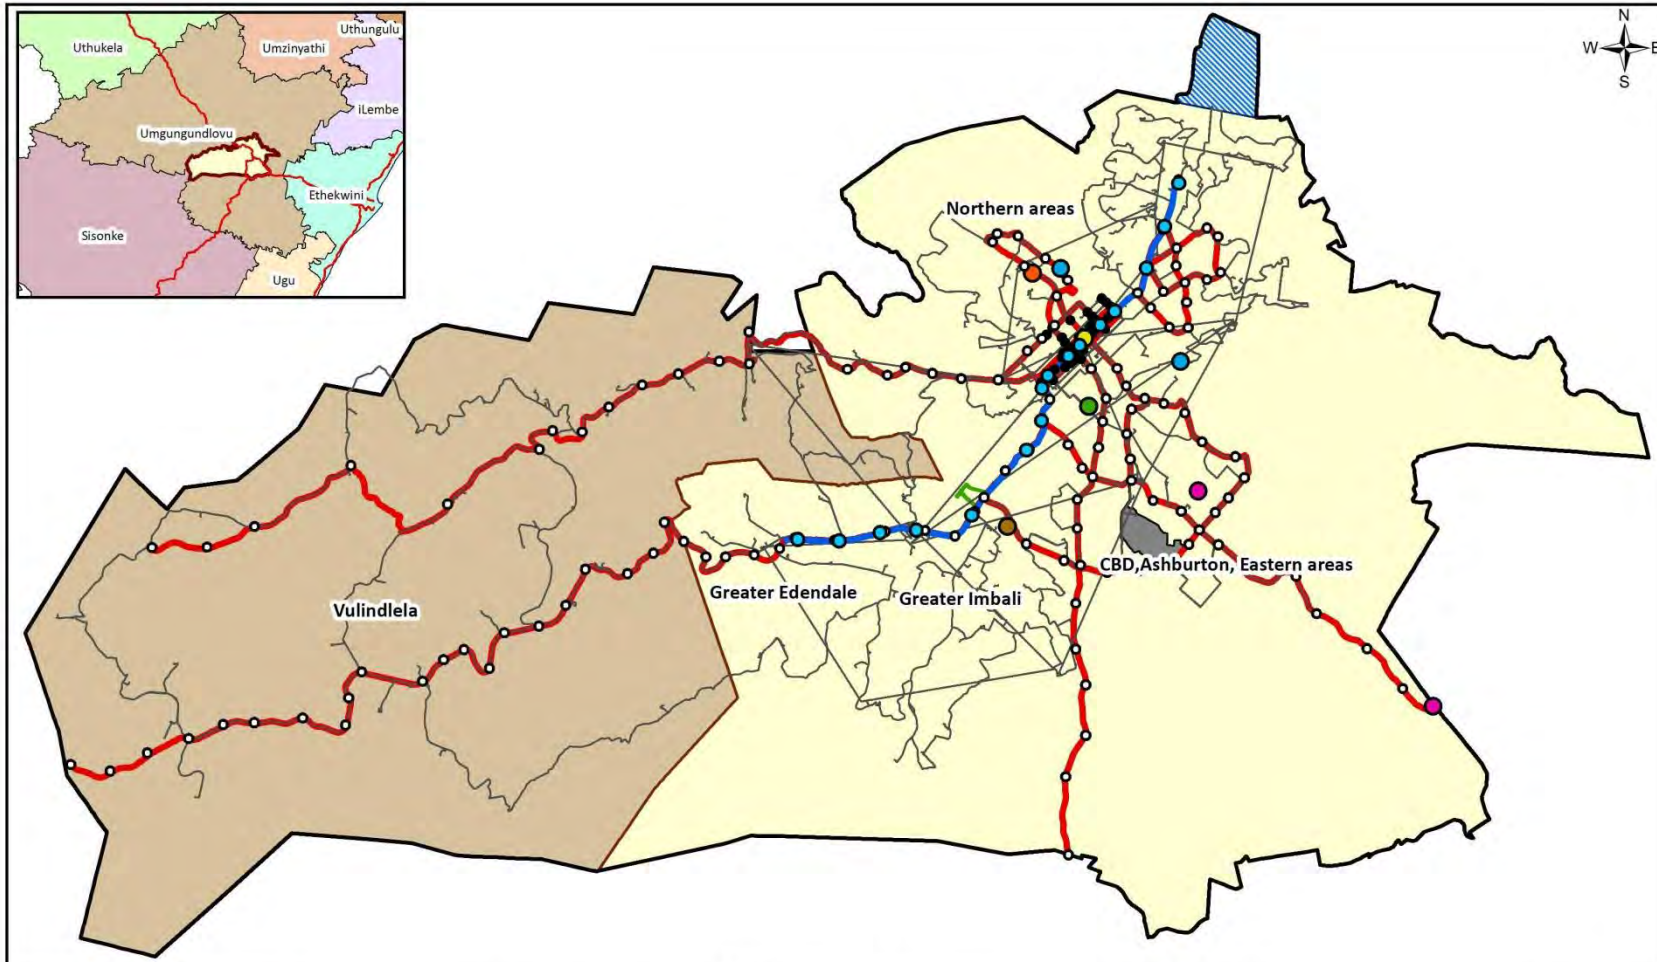 Uthungulu
Uthukela
Umzinyathi
iLembe
Umgungundlovu
Ethekwini
Sisonke
Ugu
N
W
E
S
Northern areas
CBD,Ashburton, Eastern areas
Greater Edendale
Greater Imbali
Vulindlela